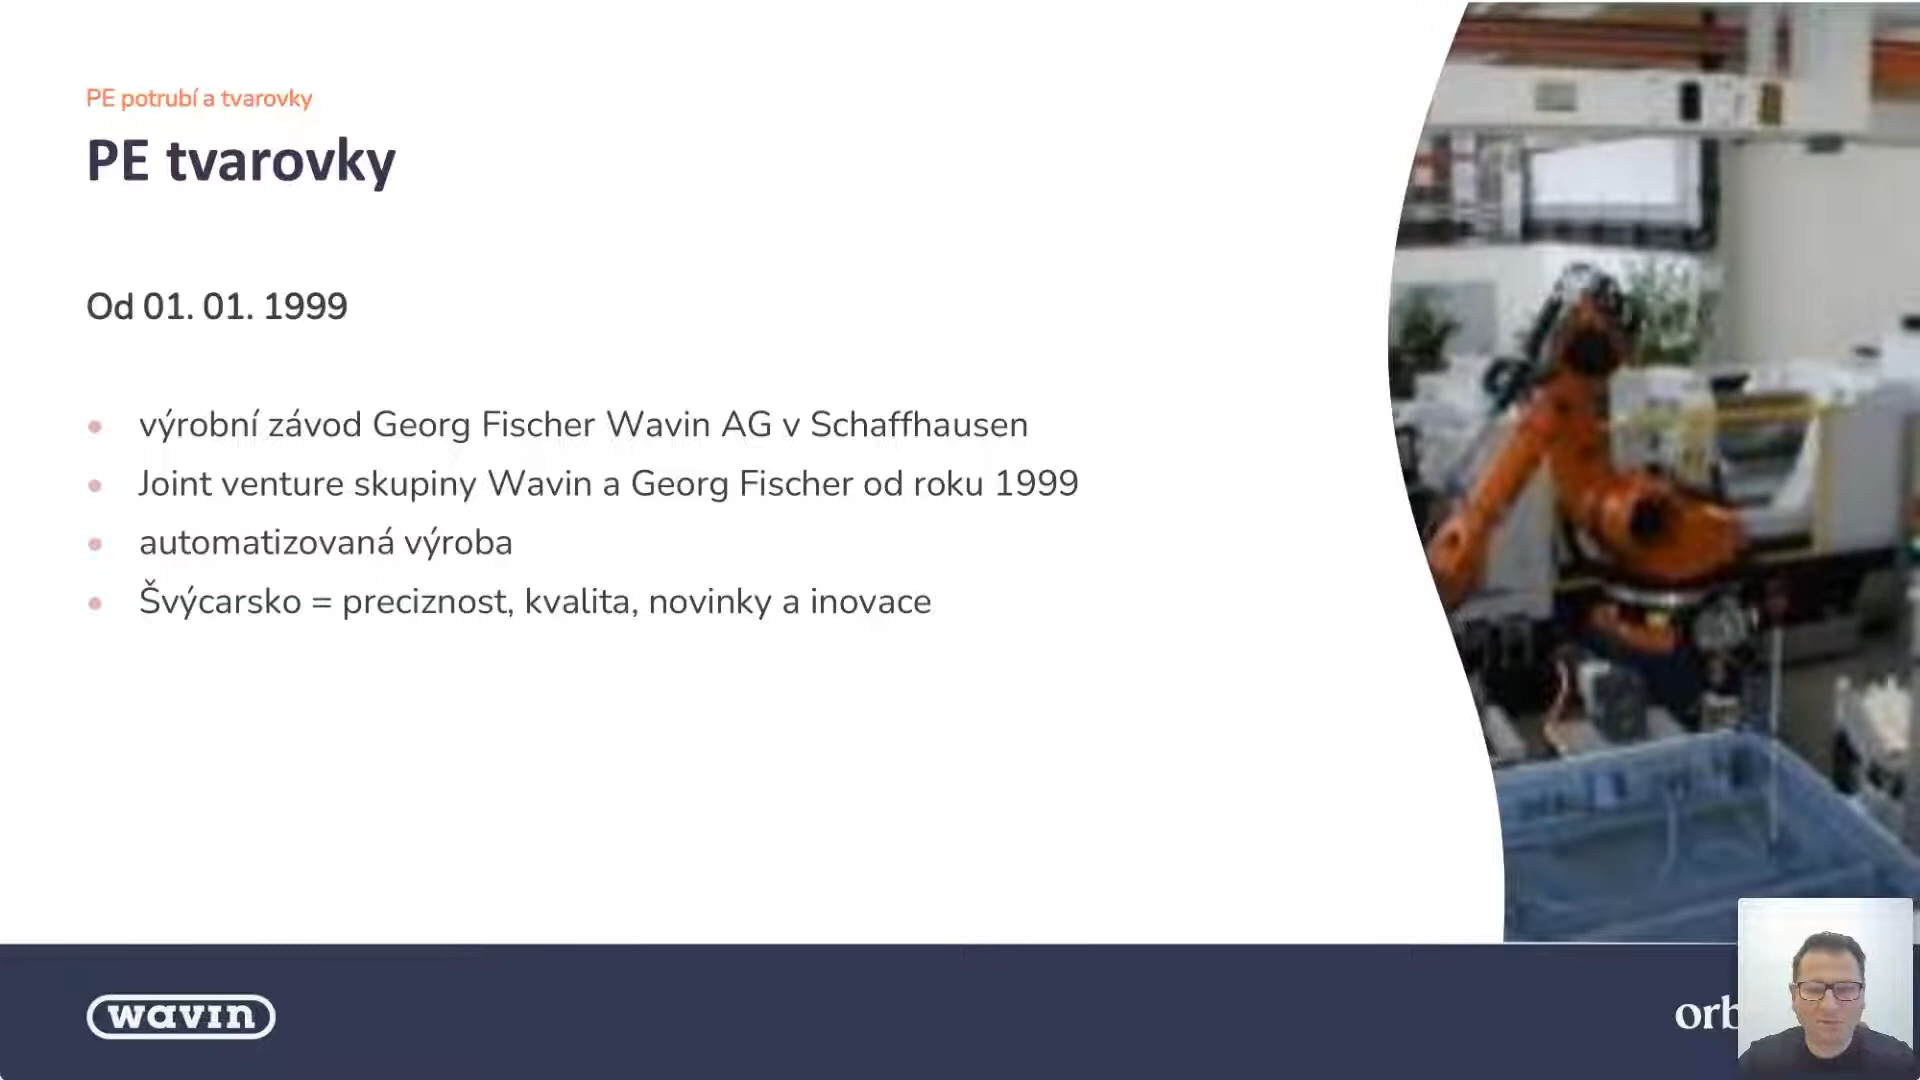 PE potrubí a tvarovky
PE tvarovky
Od 01. 01. 1999
výrobní závod Georg Fischer Wavin AG v Schaffhausen
Joint venture skupiny Wavin a Georg Fischer od roku 1999
automatizovaná výroba
Švýcarsko = preciznost, kvalita, novinky a inovace
wavin